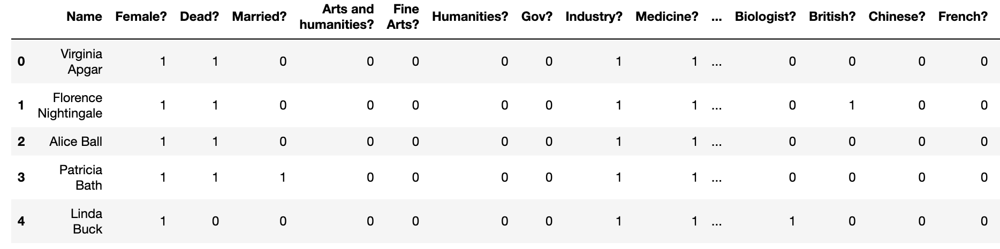 Name Female? Dead? Married? Arts and humanities? Fine Arts? Humanities? Gov? Industry? Medicine? ... Biologist? British? Chinese? French?
0 Virginia Apgar 1 1 0 0 0 0 0 1 1 ... 0 0 0 0
1 Florence Nightingale 1 1 0 0 0 0 0 1 1 ... 0 1 0 0
2 Alice Ball 1 1 0 0 0 0 0 1 1 ... 0 0 0 0
3 Patricia Bath 1 1 1 0 0 0 0 1 1 ... 0 0 0 0
4 Linda Buck 1 0 0 0 0 0 0 1 1 ... 1 0 0 0